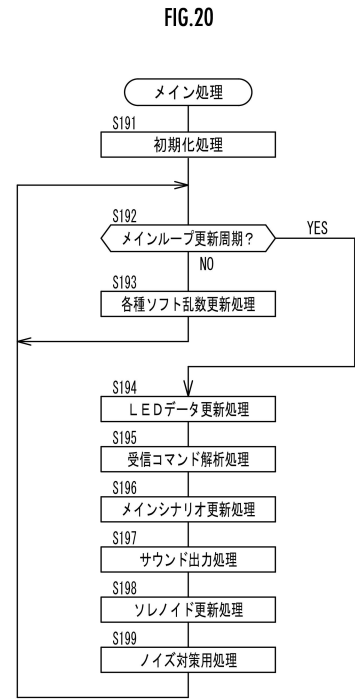 FIG.20
メイン処理
S191
初期化処理
S192
メインループ更新周期?
YES
NO
S193
各種ソフト乱数更新処理
S194
LEDデータ更新処理
S195
受信コマンド解析処理
S196
メインシナリオ更新処理
S197
サウンド出力処理
S198
ソレノイド更新処理
S199
ノイズ対策用処理